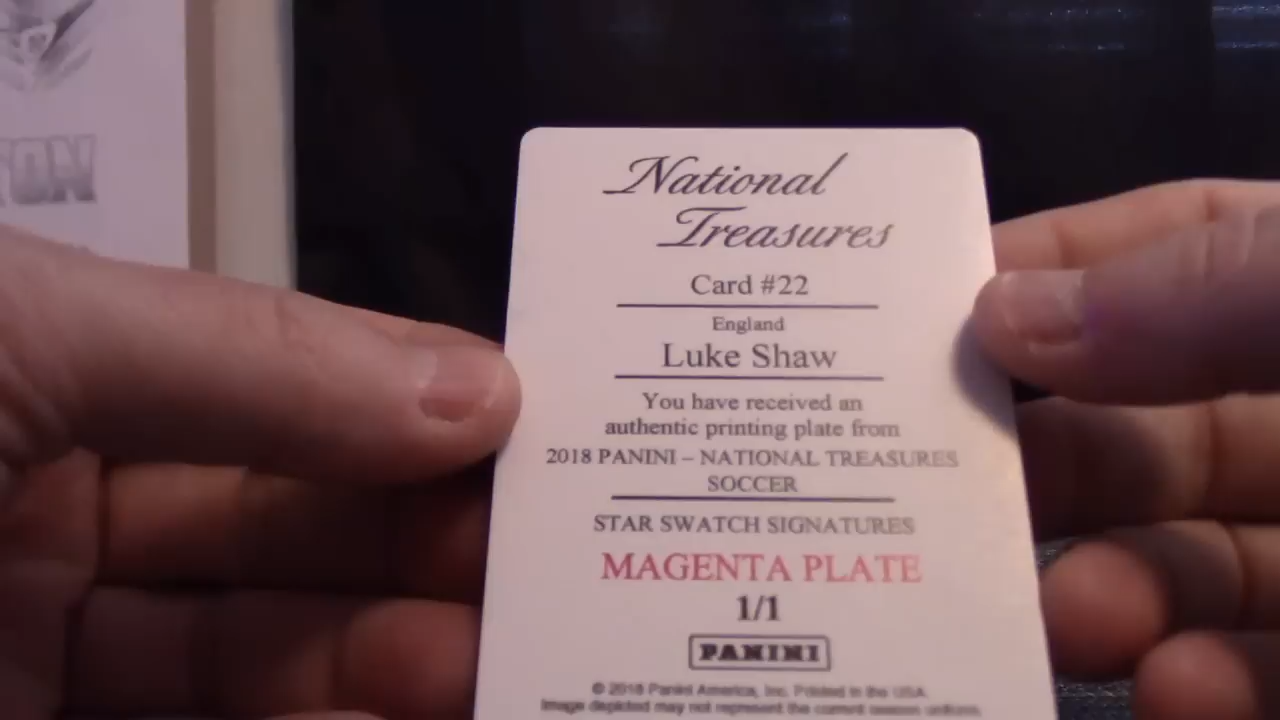 TON
National
Treasures
Card #22
England
Luke Shaw
You have received an
authentic printing plate from
2018 PANINI – NATIONAL TREASURES
SOCCER
STAR SWATCH SIGNATURES
MAGENTA PLATE
1/1
PANINI
© 2018 Panini America, Inc. Printed in the USA.
Image depicted may not represent the current season uniform.